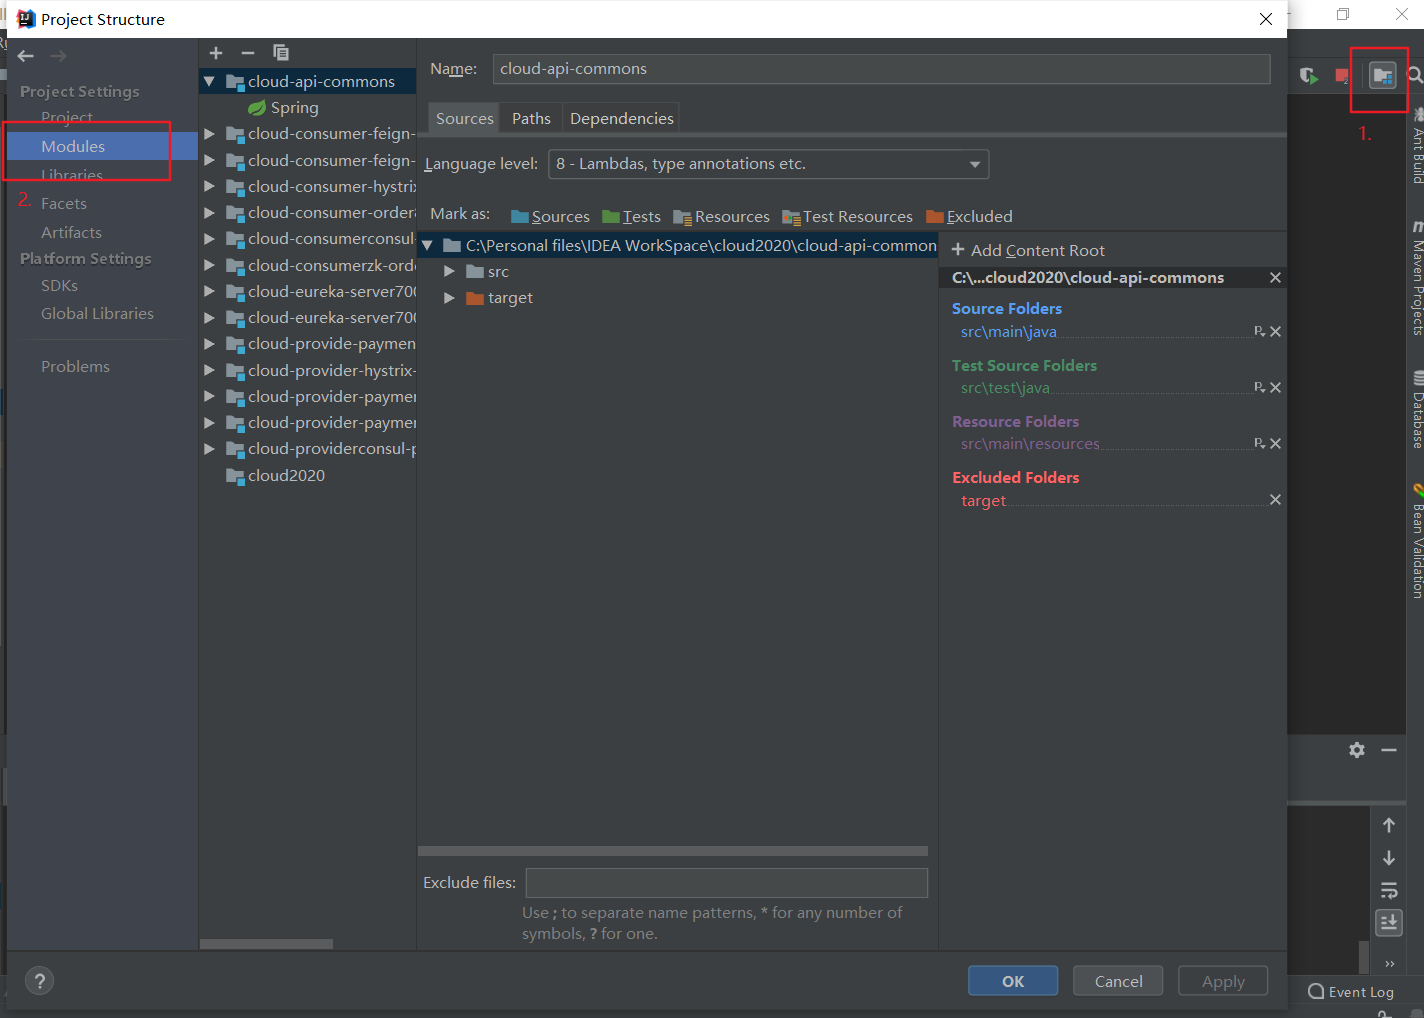 Project Structure
1.
Project Settings
Project
Modules
Libraries
2.
Facets
Artifacts
Platform Settings
SDKs
Global Libraries
Problems
cloud-api-commons
Spring
cloud-consumer-feign-
cloud-consumer-feign-
cloud-consumer-hystrix
cloud-consumer-order
cloud-consumerconsul-
cloud-consumerzk-orde
cloud-eureka-server700
cloud-eureka-server700
cloud-provide-paymen
cloud-provider-hystrix-
cloud-provider-paymer
cloud-provider-paymer
cloud-providerconsul-p
cloud2020
Name: cloud-api-commons
Sources Paths Dependencies
Language level: 8 - Lambdas, type annotations etc.
Mark as: Sources Tests Resources Test Resources Excluded
C:\Personal files\IDEA WorkSpace\cloud2020\cloud-api-common
src
target
Add Content Root
C:\...cloud2020\cloud-api-commons
Source Folders
src\main\java
Test Source Folders
src\test\java
Resource Folders
src\main\resources
Excluded Folders
target
Exclude files:
Use ; to separate name patterns, * for any number of
symbols, ? for one.
?
OK Cancel Apply
Ant Build
Maven Projects
Database
Bean Validation
Event Log